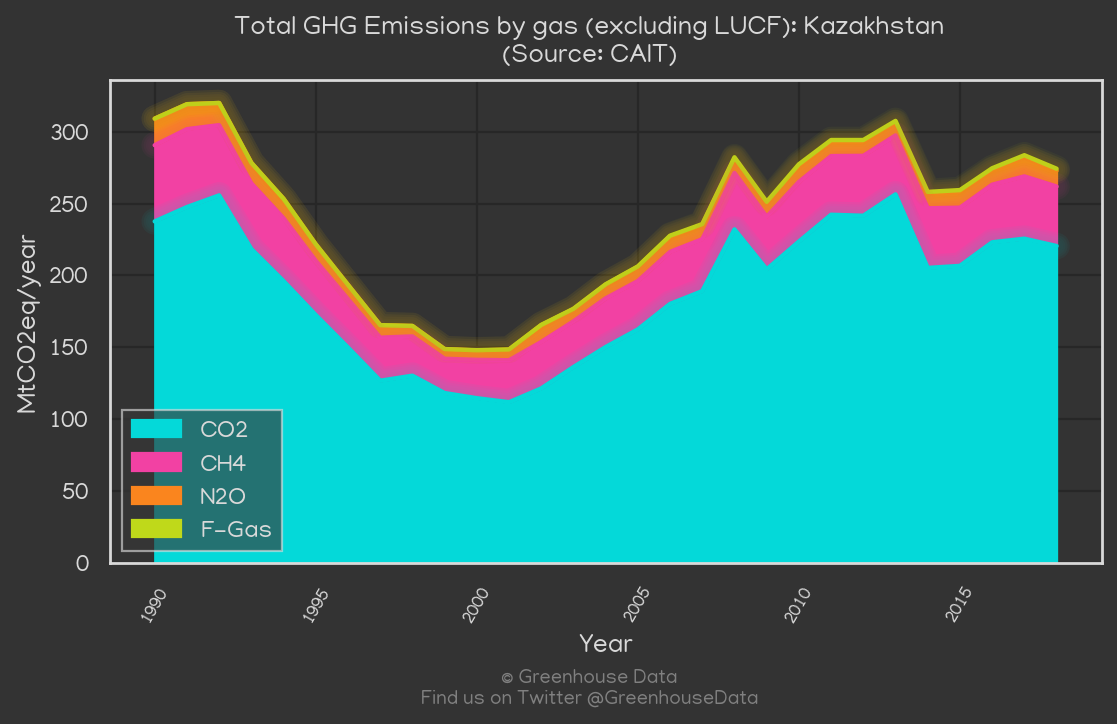 Total GHG Emissions by gas (excluding LUCF): Kazakhstan
(Source: CAIT)
MtCO2eq/year
300
250
200
150
100
50
0
CO2
CH4
N2O
F-Gas
1990
1995
2000
2005
2010
2015
Year
© Greenhouse Data
Find us on Twitter @GreenhouseData